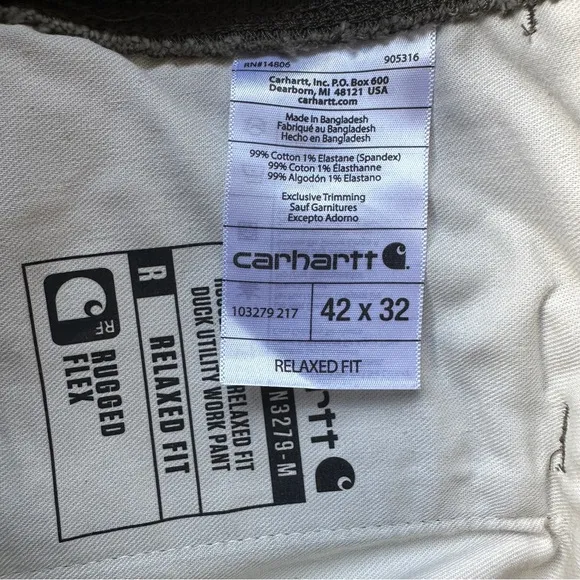 RN#14806 905316
Carhartt, Inc. P.O. Box 600
Dearborn, MI 48121 USA
carhartt.com
Made in Bangladesh
Fabriqué au Bangladesh
Hecho en Bangladesh
99% Cotton 1% Elastane (Spandex)
99% Coton 1% Élasthanne
99% Algodón 1% Elastano
Exclusive Trimming
Sauf Garnitures
Excepto Adorno
carhartt
103279 217 42 x 32
RELAXED FIT
RF
RUGGED
FLEX
R
RELAXED FIT
RELAXED FIT
DUCK UTILITY WORK PANT
N3279-M